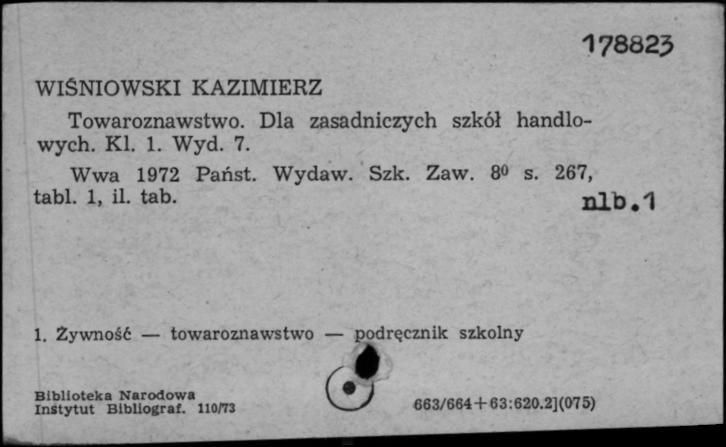 178823
WIŚNIOWSKI KAZIMIERZ
Towaroznawstwo. Dla zasadniczych szkół handlo-
wych. Kl. 1. Wyd. 7.
Wwa 1972 Państ. Wydaw. Szk. Zaw. 8⁰ s. 267,
tabl. 1, il. tab.
nlb.1
1. Żywność — towaroznawstwo — podręcznik szkolny
Biblioteka Narodowa
Instytut Bibliograf. 110/73
663/664+63:620.2](075)